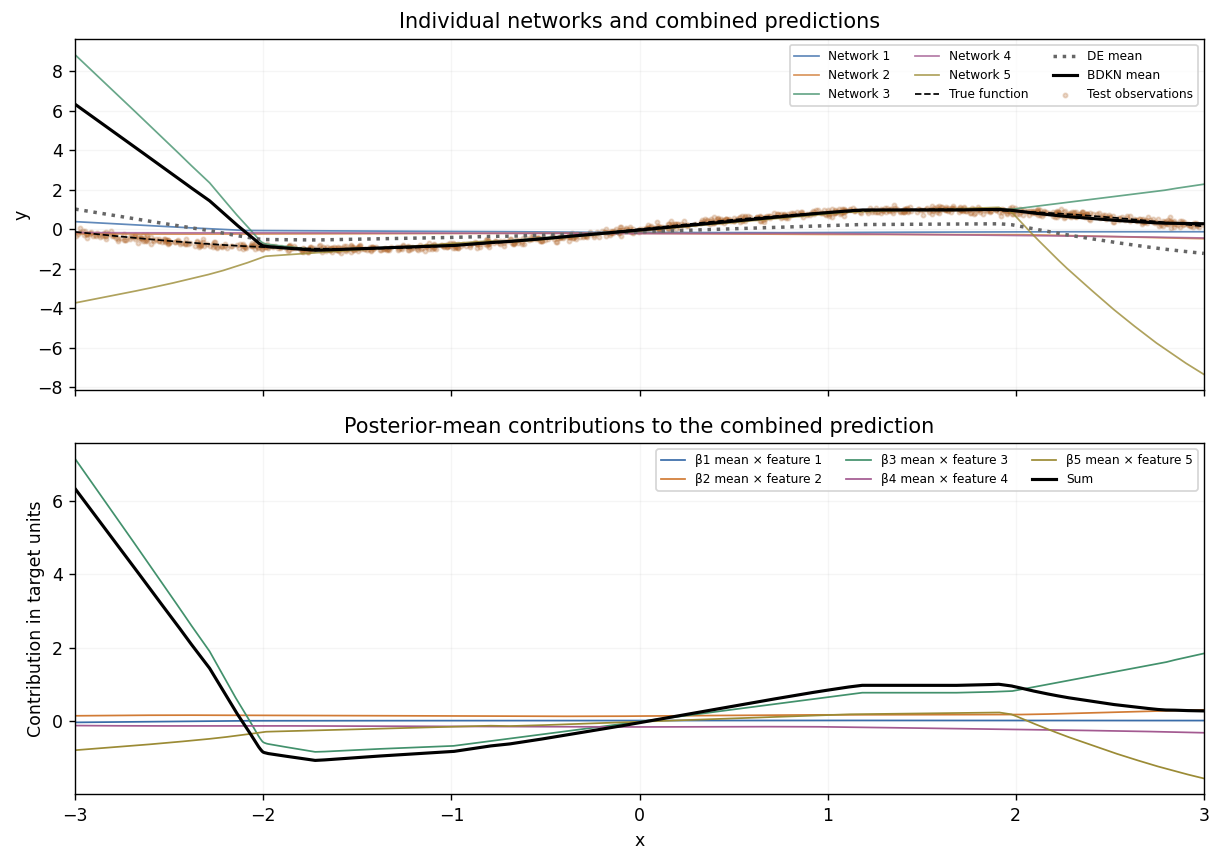 Individual networks and combined predictions
Network 1 Network 4 DE mean
Network 2 Network 5 BDKN mean
Network 3 True function Test observations
8
6
4
2
0
−2
−4
−6
−8
y
Posterior-mean contributions to the combined prediction
β1 mean × feature 1 β3 mean × feature 3 β5 mean × feature 5
β2 mean × feature 2 β4 mean × feature 4 Sum
6
4
2
0
Contribution in target units
−3 −2 −1 0 1 2 3
x